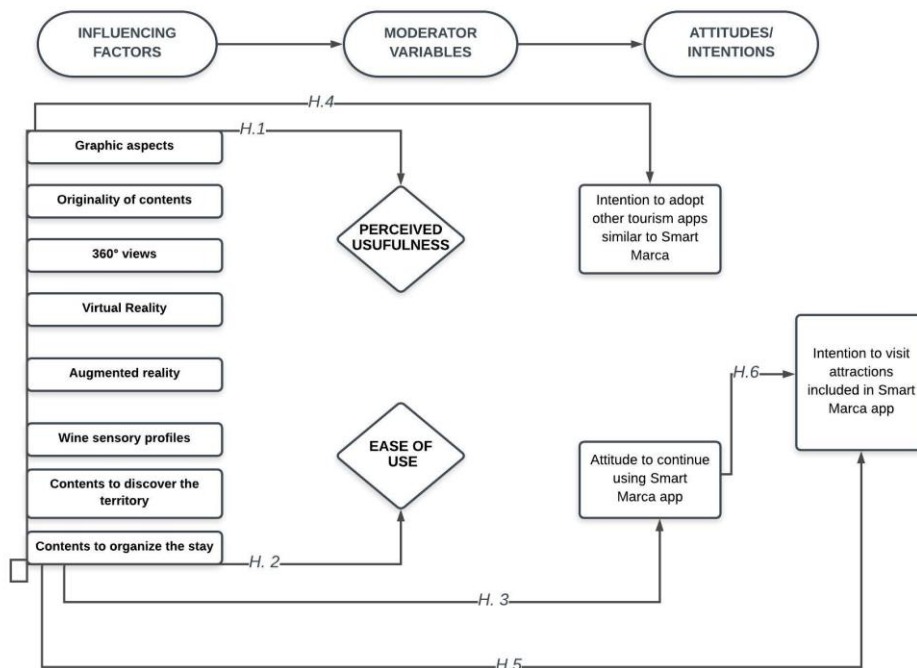 INFLUENCING
FACTORS
MODERATOR
VARIABLES
ATTITUDES/
INTENTIONS
H.4
H.1
Graphic aspects
Originality of contents
360° views
Virtual Reality
Augmented reality
Wine sensory profiles
Contents to discover the
territory
Contents to organize the stay
PERCEIVED
USUFULNESS
EASE OF
USE
Intention to adopt
other tourism apps
similar to Smart
Marca
Attitude to continue
using Smart
Marca app
H.6
Intention to visit
attractions
included in Smart
Marca app
H. 2
H. 3
H.5